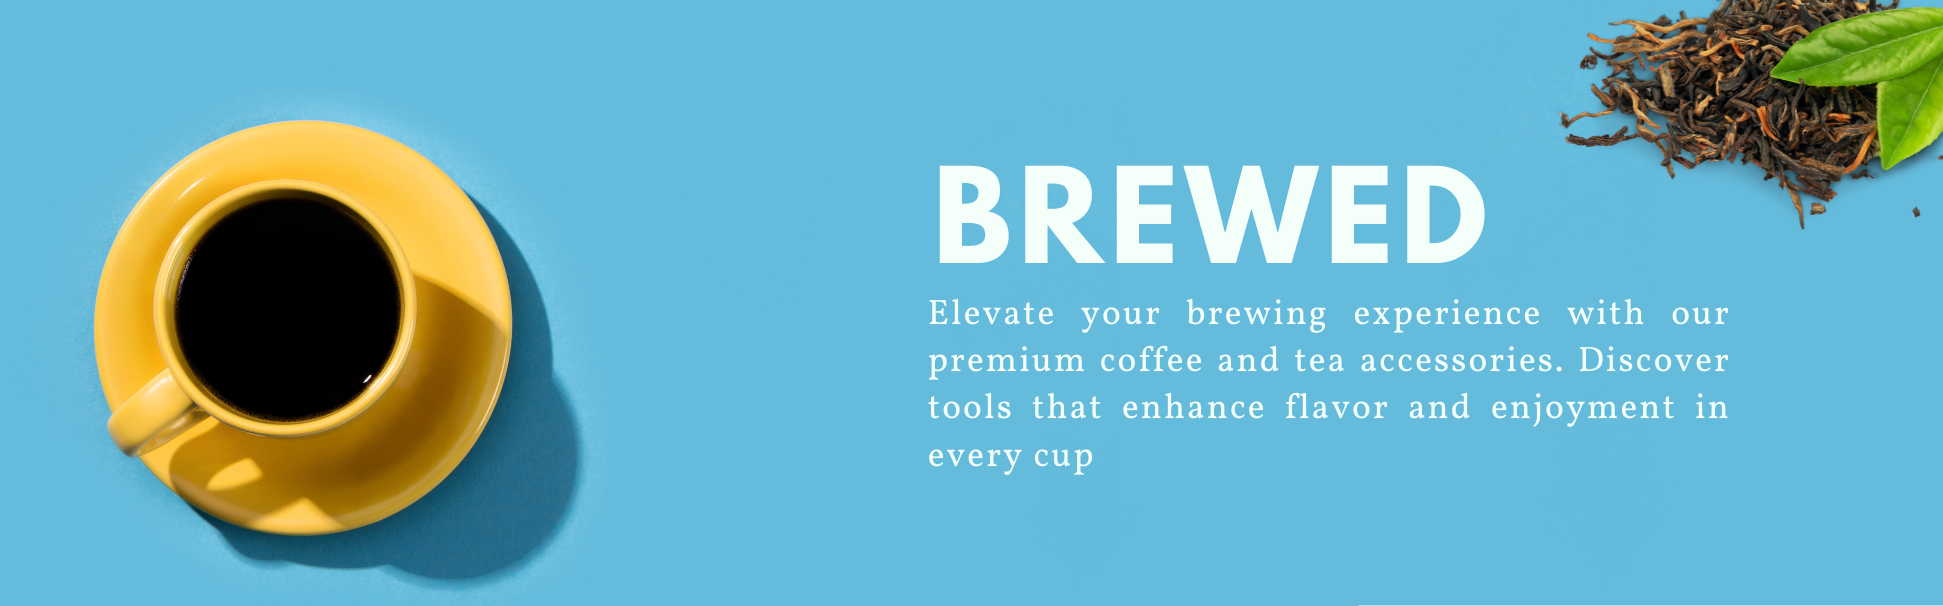 BREWED
Elevate your brewing experience with our
premium coffee and tea accessories. Discover
tools that enhance flavor and enjoyment in
every cup